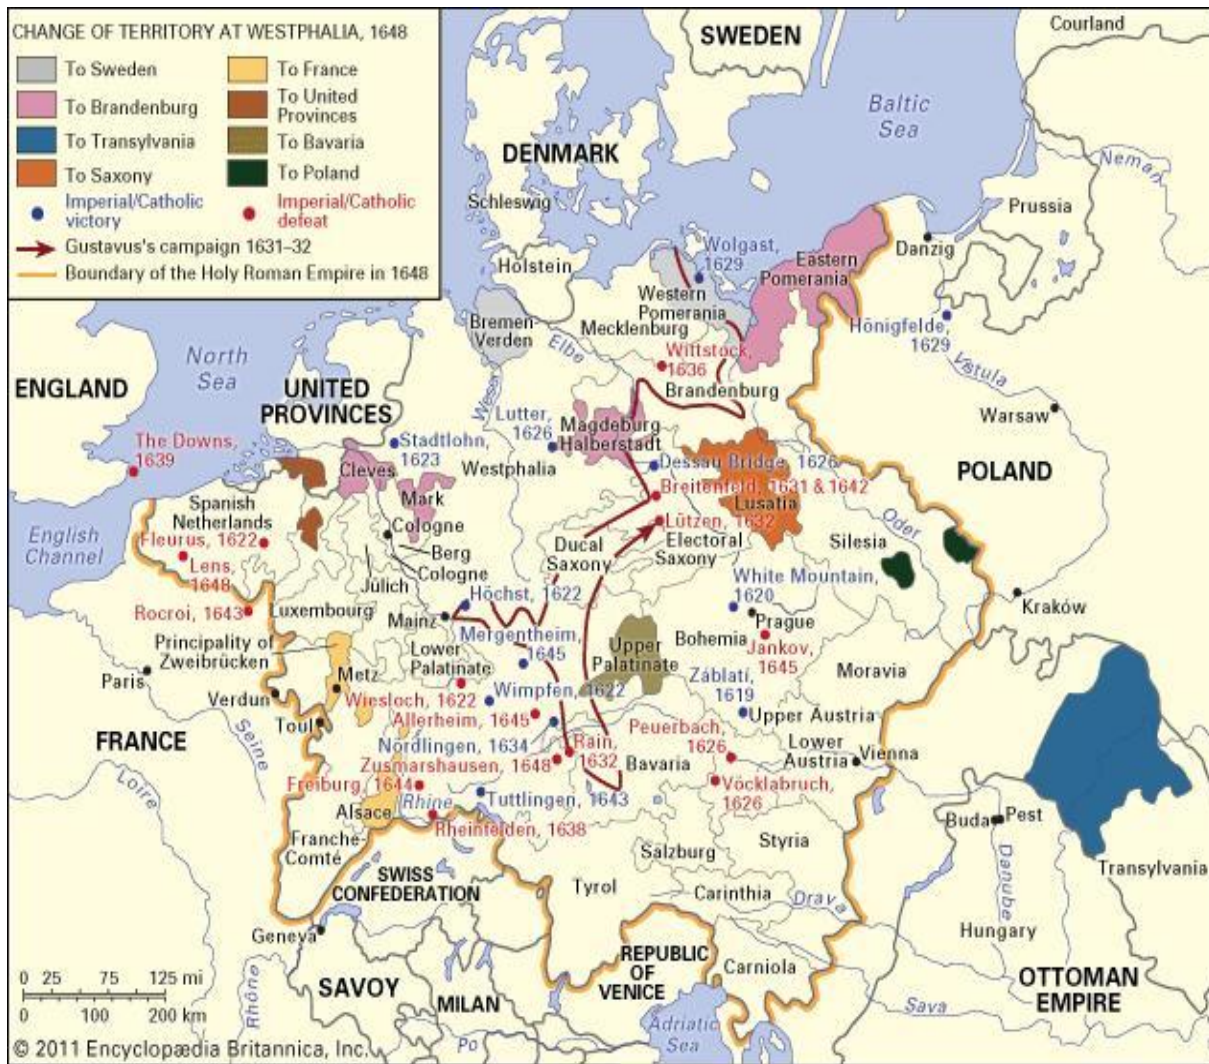 CHANGE OF TERRITORY AT WESTPHALIA, 1648
To Sweden
To France
To Brandenburg
To United
Provinces
To Transylvania
To Bavaria
To Saxony
To Poland
Imperial/Catholic
victory
Imperial/Catholic
defeat
Gustavus's campaign 1631–32
Boundary of the Holy Roman Empire in 1648
SWEDEN
Courland
Baltic
Sea
Neman
DENMARK
Schleswig
Prussia
Holstein
Wolgast,
1629
Danzig
Eastern
Pomerania
Western
Pomerania
Mecklenburg
Bremen-
Verden
Hönigfelde,
1629
Elbe
North
Sea
Wittstock,
1636
Vistula
ENGLAND
UNITED
PROVINCES
Weser
Brandenburg
Warsaw
Lutter,
1626
Magdeburg
Halberstadt
The Downs,
1639
Stadtlohn,
1623
Westphalia
Cleves
Dessau Bridge, 1626
POLAND
Mark
Breitenfeld, 1631 & 1642
Lusatia
Spanish
Netherlands
Cologne
Lützen, 1632
Oder
English
Channel
Fleurus, 1622
Berg
Ducal
Saxony
Electoral
Saxony
Silesia
Lens,
1648
Jülich
Cologne
White Mountain,
1620
Höchst, 1622
Rocroi, 1643
Luxembourg
Mainz
Prague
Kraków
Principality of
Zweibrücken
Lower
Palatinate
Mergentheim,
1645
Upper
Palatinate
Bohemia
Jankov,
1645
Moravia
Paris
Metz
Verdun
Wiesloch, 1622
Wimpfen, 1622
Záblatí,
1619
Toul
Allerheim, 1645
Upper Austria
FRANCE
Seine
Nördlingen, 1634
Rain,
1632
Peuerbach,
1626
Lower
Austria
Vienna
Zusmarshausen, 1648
Bavaria
Loire
Freiburg, 1644
Vöcklabruch,
1626
Rhine
Tuttlingen, 1643
Alsace
Buda
Pest
Rheinfelden, 1638
Franche-
Comté
Styria
Salzburg
Transylvania
SWISS
CONFEDERATION
Tyrol
Carinthia
Drava
Danube
Geneva
Hungary
REPUBLIC
OF
VENICE
Carniola
OTTOMAN
EMPIRE
SAVOY
MILAN
Rhône
Sava
Adriatic
Sea
Po
0 25 75 125 mi
0 100 200 km
© 2011 Encyclopædia Britannica, Inc.